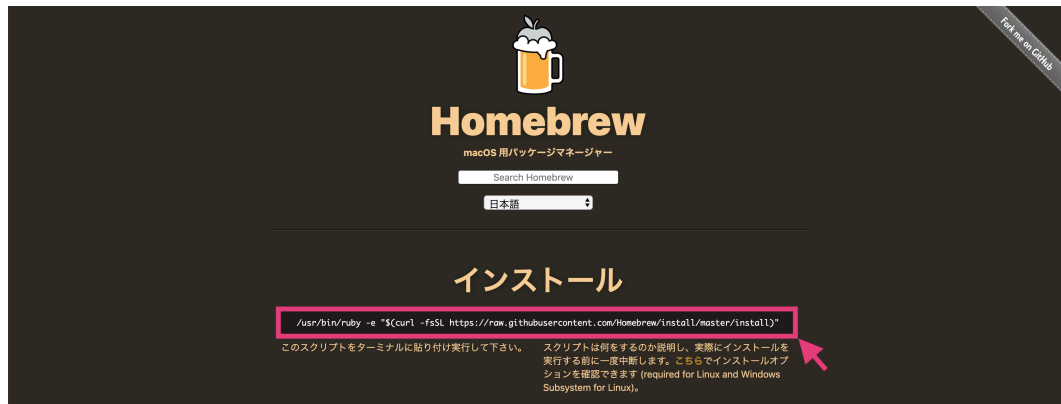 Fork me on GitHub
Homebrew
macOS 用パッケージマネージャー
Search Homebrew
日本語
インストール
/usr/bin/ruby -e "$(curl -fsSL https://raw.githubusercontent.com/Homebrew/install/master/install)"
このスクリプトをターミナルに貼り付け実行して下さい。
スクリプトは何をするのか説明し、実際にインストールを
実行する前に一度中断します。こちらでインストールオプ
ションを確認できます (required for Linux and Windows
Subsystem for Linux)。